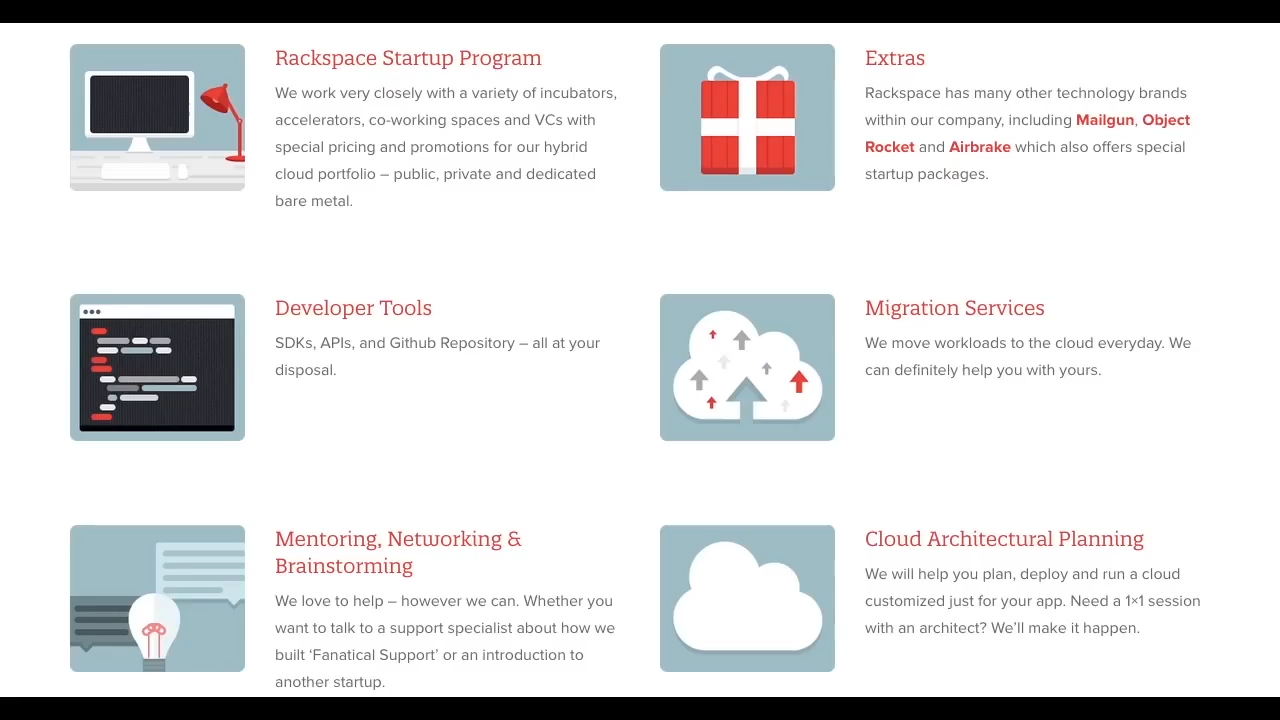 Rackspace Startup Program
We work very closely with a variety of incubators,
accelerators, co-working spaces and VCs with
special pricing and promotions for our hybrid
cloud portfolio – public, private and dedicated
bare metal.
Extras
Rackspace has many other technology brands
within our company, including Mailgun, Object
Rocket and Airbrake which also offers special
startup packages.
Developer Tools
SDKs, APIs, and Github Repository – all at your
disposal.
Migration Services
We move workloads to the cloud everyday. We
can definitely help you with yours.
Mentoring, Networking &
Brainstorming
We love to help – however we can. Whether you
want to talk to a support specialist about how we
built ‘Fanatical Support’ or an introduction to
another startup.
Cloud Architectural Planning
We will help you plan, deploy and run a cloud
customized just for your app. Need a 1×1 session
with an architect? We’ll make it happen.